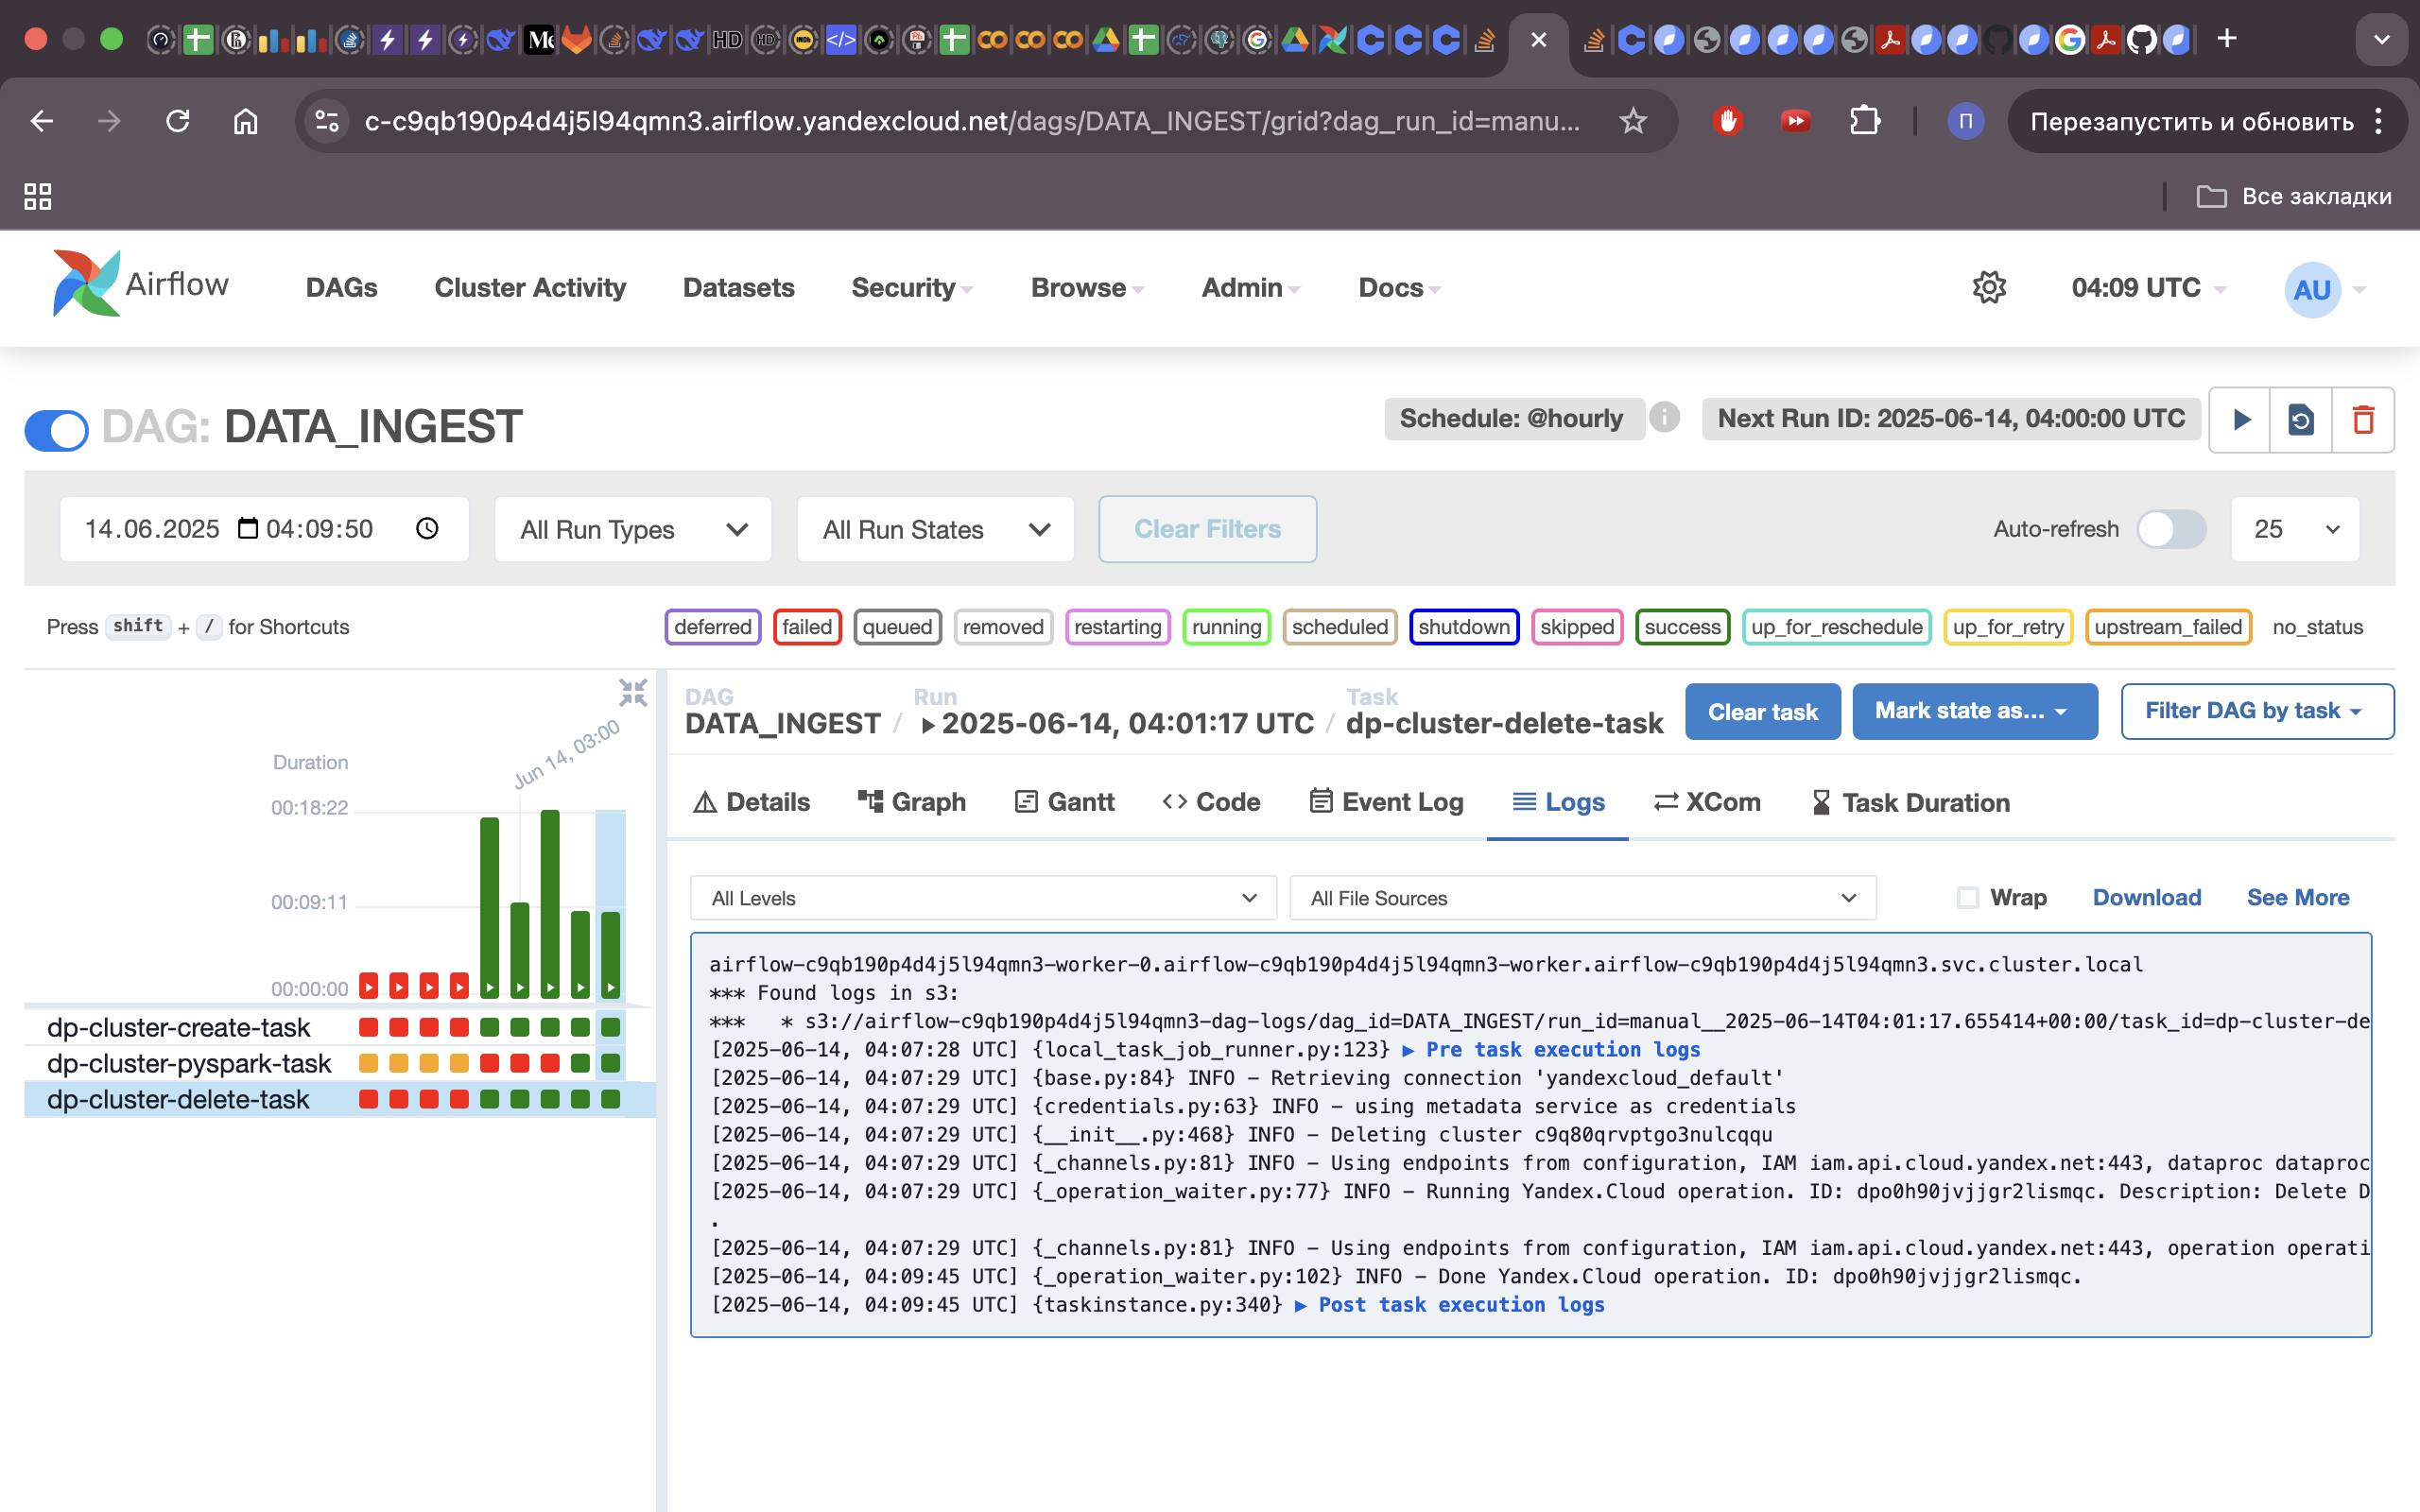 c-c9qb190p4d4j5l94qmn3.airflow.yandexcloud.net/dags/DATA_INGEST/grid?dag_run_id=manu...
П
Перезапустить и обновить
Все закладки
Airflow
DAGs
Cluster Activity
Datasets
Security
Browse
Admin
Docs
04:09 UTC
AU
DAG: DATA_INGEST
Schedule: @hourly
Next Run ID: 2025-06-14, 04:00:00 UTC
14.06.2025 04:09:50
All Run Types
All Run States
Clear Filters
Auto-refresh
25
Press shift + / for Shortcuts
deferred
failed
queued
removed
restarting
running
scheduled
shutdown
skipped
success
up_for_reschedule
up_for_retry
upstream_failed
no_status
Duration
Jun 14, 03:00
00:18:22
00:09:11
00:00:00
dp-cluster-create-task
dp-cluster-pyspark-task
dp-cluster-delete-task
DAG
DATA_INGEST /
Run
2025-06-14, 04:01:17 UTC /
Task
dp-cluster-delete-task
Clear task
Mark state as...
Filter DAG by task
Details
Graph
Gantt
Code
Event Log
Logs
XCom
Task Duration
All Levels
All File Sources
Wrap
Download
See More
airflow-c9qb190p4d4j5l94qmn3-worker-0.airflow-c9qb190p4d4j5l94qmn3-worker.airflow-c9qb190p4d4j5l94qmn3.svc.cluster.local
*** Found logs in s3:
***   * s3://airflow-c9qb190p4d4j5l94qmn3-dag-logs/dag_id=DATA_INGEST/run_id=manual__2025-06-14T04:01:17.655414+00:00/task_id=dp-cluster-de
[2025-06-14, 04:07:28 UTC] {local_task_job_runner.py:123} ▶ Pre task execution logs
[2025-06-14, 04:07:29 UTC] {base.py:84} INFO - Retrieving connection 'yandexcloud_default'
[2025-06-14, 04:07:29 UTC] {credentials.py:63} INFO - using metadata service as credentials
[2025-06-14, 04:07:29 UTC] {__init__.py:468} INFO - Deleting cluster c9q80qrvptgo3nulcqqu
[2025-06-14, 04:07:29 UTC] {_channels.py:81} INFO - Using endpoints from configuration, IAM iam.api.cloud.yandex.net:443, dataproc dataproc
[2025-06-14, 04:07:29 UTC] {_operation_waiter.py:77} INFO - Running Yandex.Cloud operation. ID: dpo0h90jvjjgr2lismqc. Description: Delete D
.
[2025-06-14, 04:07:29 UTC] {_channels.py:81} INFO - Using endpoints from configuration, IAM iam.api.cloud.yandex.net:443, operation operati
[2025-06-14, 04:09:45 UTC] {_operation_waiter.py:102} INFO - Done Yandex.Cloud operation. ID: dpo0h90jvjjgr2lismqc.
[2025-06-14, 04:09:45 UTC] {taskinstance.py:340} ▶ Post task execution logs